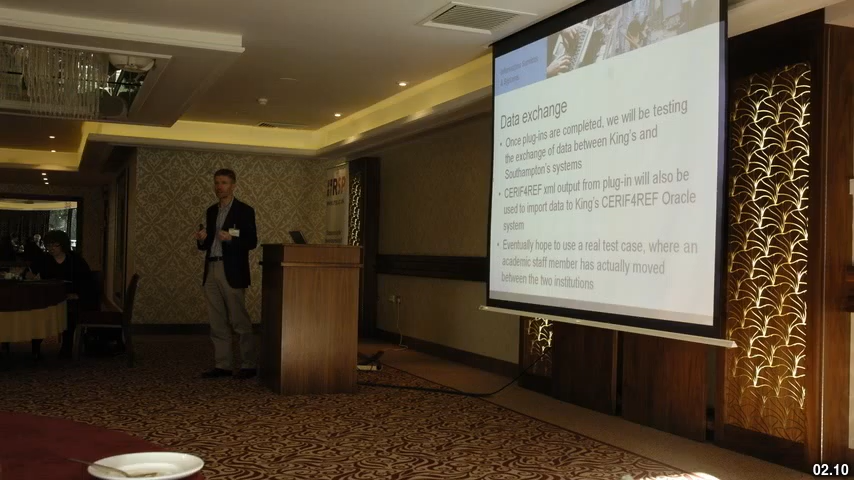 Data exchange
• Once plug-ins are completed, we will be testing
the exchange of data between King's and
Southampton's systems
• CERIF4REF xml output from plug-in will also be
used to import data to King's CERIF4REF Oracle
system
• Eventually hope to use a real test case, where an
academic staff member has actually moved
between the two institutions
02.10